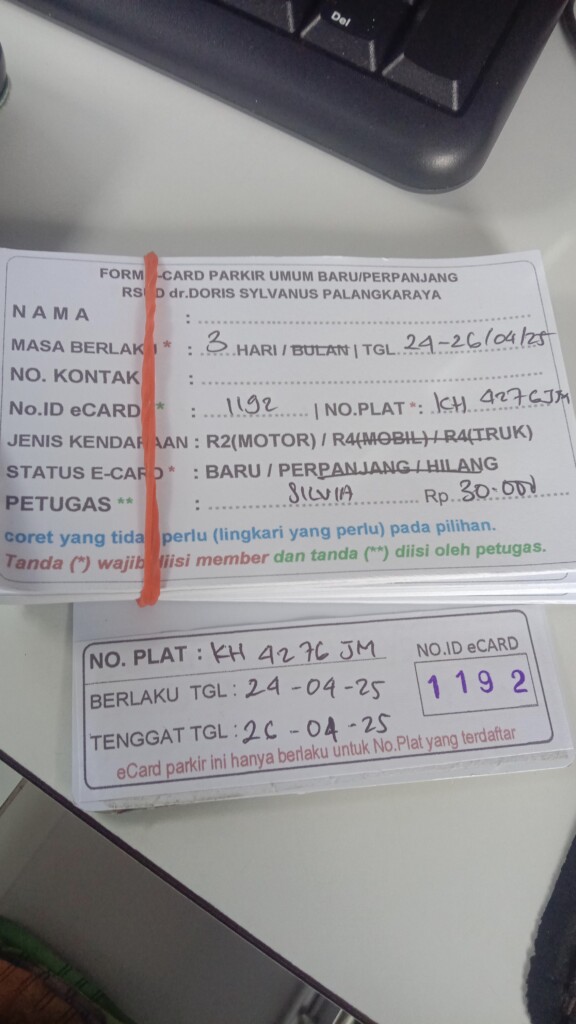 Del
FORM E-CARD PARKIR UMUM BARU/PERPANJANG
RSUD dr.DORIS SYLVANUS PALANGKARAYA
NAMA :
MASA BERLAKU * : 3 HARI / BULAN | TGL 24-26/04/25
NO. KONTAK :
No.ID eCARD ** : 1192 | NO.PLAT *: KH 4276JM
JENIS KENDARAAN : R2(MOTOR) / R4(MOBIL) / R4(TRUK)
STATUS E-CARD * : BARU / PERPANJANG / HILANG
PETUGAS ** : SILVIA Rp. 30.000
coret yang tidak perlu (lingkari yang perlu) pada pilihan.
Tanda (*) wajib diisi member dan tanda (**) diisi oleh petugas.
NO. PLAT : KH 4276 JM
NO.ID eCARD
1192
BERLAKU TGL : 24-04-25
TENGGAT TGL : 26-04-25
eCard parkir ini hanya berlaku untuk No.Plat yang terdaftar